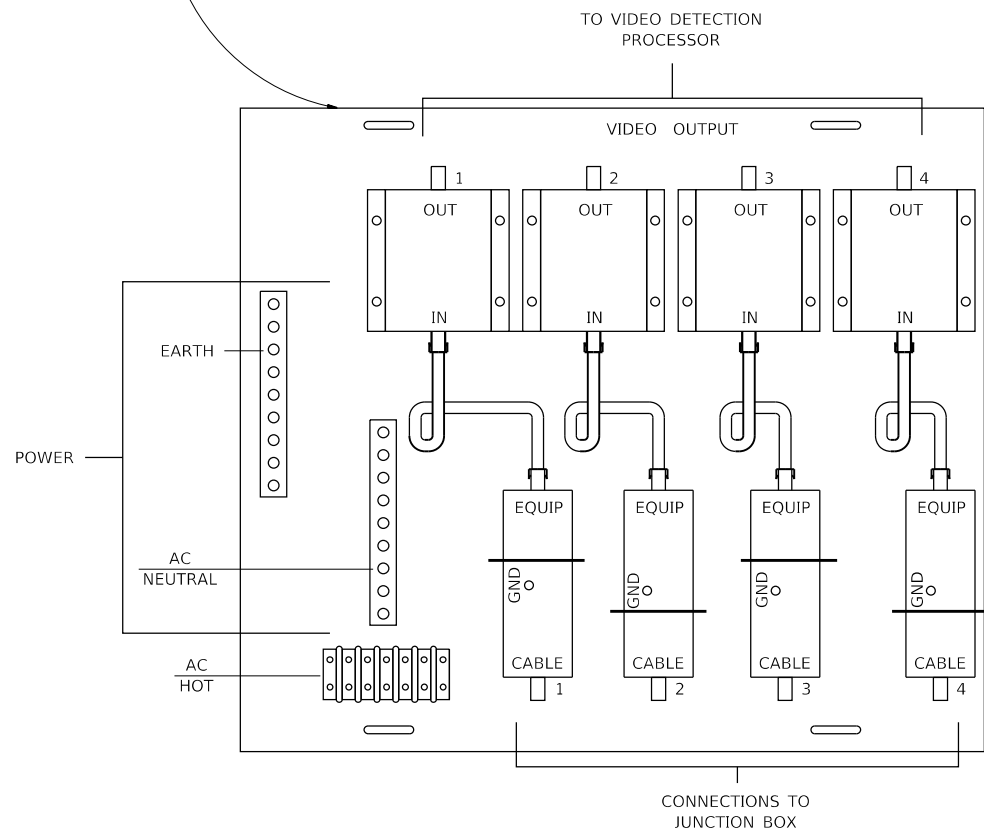 TO VIDEO DETECTION
PROCESSOR
VIDEO OUTPUT
1 2 3 4
OUT OUT OUT OUT
IN IN IN IN
EARTH
POWER
EQUIP EQUIP EQUIP EQUIP
AC
NEUTRAL
GND GND GND GND
CABLE CABLE CABLE CABLE
AC
HOT
1 2 3 4
CONNECTIONS TO
JUNCTION BOX